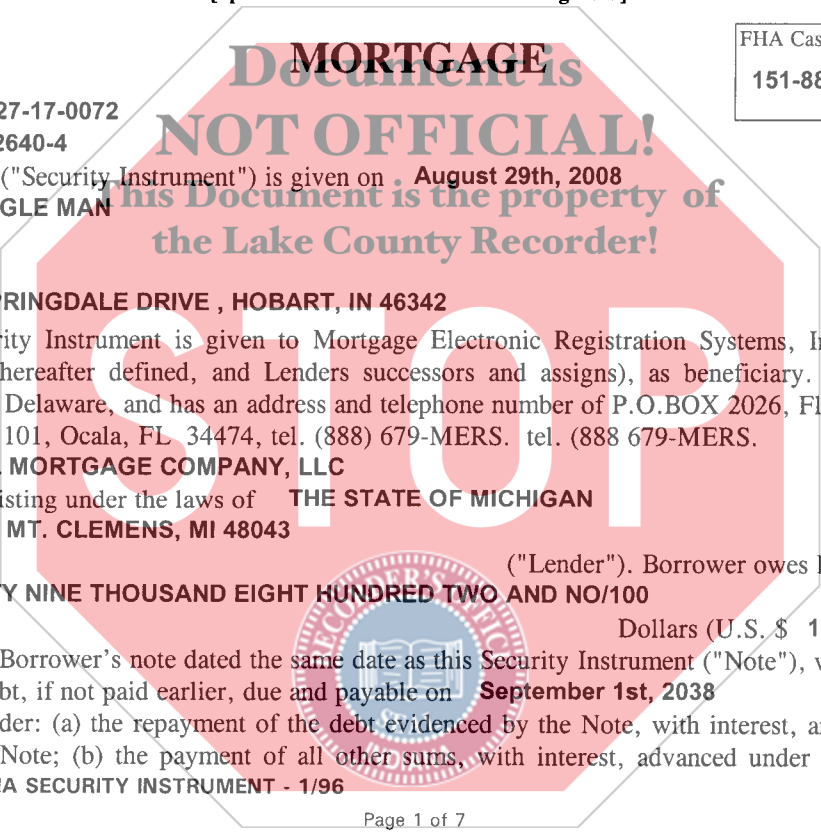 MORTGAGE
FHA Cas
151-88
Document is
NOT OFFICIAL!
This Document is the property of
the Lake County Recorder!
STOP
27-17-0072
2640-4
("Security Instrument") is given on August 29th, 2008
GLE MAN
RINGDALE DRIVE , HOBART, IN 46342
rity Instrument is given to Mortgage Electronic Registration Systems, I
hereafter defined, and Lenders successors and assigns), as beneficiary.
Delaware, and has an address and telephone number of P.O.BOX 2026, Fl
101, Ocala, FL 34474, tel. (888) 679-MERS. tel. (888 679-MERS.
MORTGAGE COMPANY, LLC
isting under the laws of THE STATE OF MICHIGAN
MT. CLEMENS, MI 48043
("Lender"). Borrower owes
Y NINE THOUSAND EIGHT HUNDRED TWO AND NO/100
Dollars (U.S. $ 1
Borrower's note dated the same date as this Security Instrument ("Note"),
bt, if not paid earlier, due and payable on September 1st, 2038
der: (a) the repayment of the debt evidenced by the Note, with interest, a
Note; (b) the payment of all other sums, with interest, advanced under
A SECURITY INSTRUMENT - 1/96
RECORDER'S OFFICE
SEAL
Page 1 of 7